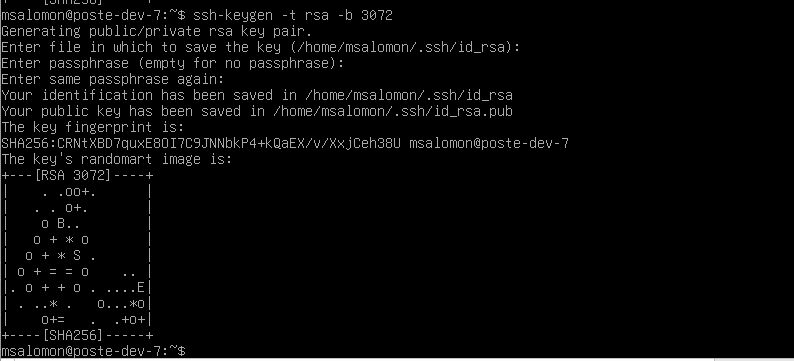 +----[SHA256]-----+
msalomon@poste-dev-7:~$ ssh-keygen -t rsa -b 3072
Generating public/private rsa key pair.
Enter file in which to save the key (/home/msalomon/.ssh/id_rsa):
Enter passphrase (empty for no passphrase):
Enter same passphrase again:
Your identification has been saved in /home/msalomon/.ssh/id_rsa
Your public key has been saved in /home/msalomon/.ssh/id_rsa.pub
The key fingerprint is:
SHA256:CRNtXBD7quxE8OI7C9JNNbkP4+kQaEX/v/XxjCeh38U msalomon@poste-dev-7
The key's randomart image is:
+---[RSA 3072]----+
|    . .oo+.      |
|   . . o+.       |
|    o B..        |
|   o + * o       |
|  o + * S .      |
| o + = = o    .. |
|. o + + o . ....E|
| . ..* .   o...*o|
|    o+=   .  .+o+|
+----[SHA256]-----+
msalomon@poste-dev-7:~$